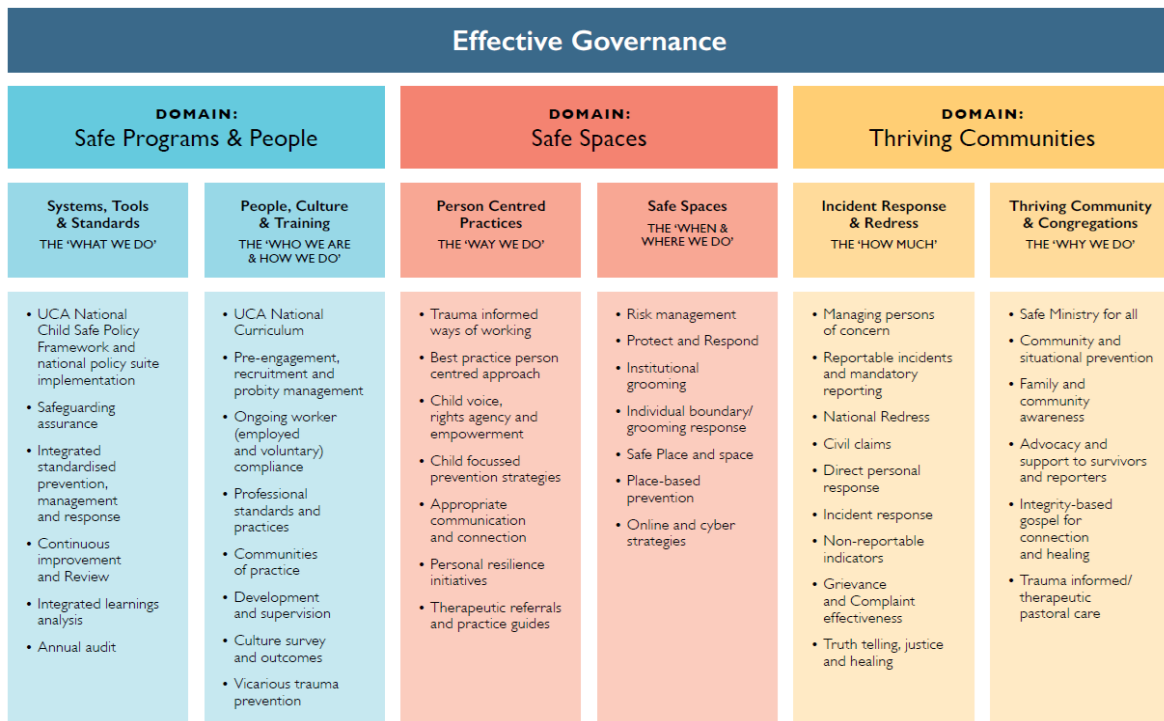 Effective Governance
DOMAIN:
Safe Programs & People
DOMAIN:
Safe Spaces
DOMAIN:
Thriving Communities
Systems, Tools
& Standards
THE ‘WHAT WE DO’
People, Culture
& Training
THE ‘WHO WE ARE
& HOW WE DO’
Person Centred
Practices
THE ‘WAY WE DO’
Safe Spaces
THE ‘WHEN &
WHERE WE DO’
Incident Response
& Redress
THE ‘HOW MUCH’
Thriving Community
& Congregations
THE ‘WHY WE DO’
• UCA National
Child Safe Policy
Framework and
national policy suite
implementation
• Safeguarding
assurance
• Integrated
standardised
prevention,
management
and response
• Continuous
improvement
and Review
• Integrated learnings
analysis
• Annual audit
• UCA National
Curriculum
• Pre-engagement,
recruitment and
probity management
• Ongoing worker
(employed
and voluntary)
compliance
• Professional
standards and
practices
• Communities
of practice
• Development
and supervision
• Culture survey
and outcomes
• Vicarious trauma
prevention
• Trauma informed
ways of working
• Best practice person
centred approach
• Child voice,
rights agency and
empowerment
• Child focussed
prevention strategies
• Appropriate
communication
and connection
• Personal resilience
initiatives
• Therapeutic referrals
and practice guides
• Risk management
• Protect and Respond
• Institutional
grooming
• Individual boundary/
grooming response
• Safe Place and space
• Place-based
prevention
• Online and cyber
strategies
• Managing persons
of concern
• Reportable incidents
and mandatory
reporting
• National Redress
• Civil claims
• Direct personal
response
• Incident response
• Non-reportable
indicators
• Grievance
and Complaint
effectiveness
• Truth telling, justice
and healing
• Safe Ministry for all
• Community and
situational prevention
• Family and
community
awareness
• Advocacy and
support to survivors
and reporters
• Integrity-based
gospel for
connection
and healing
• Trauma informed/
therapeutic
pastoral care